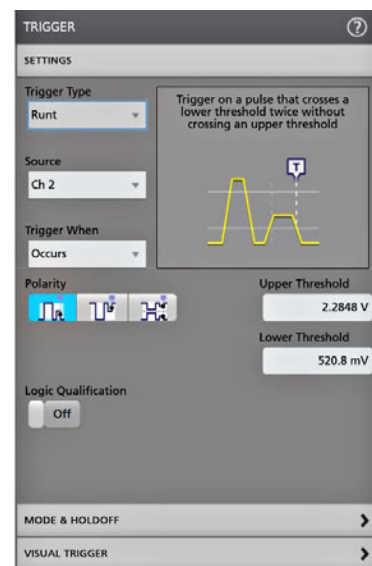 TRIGGER
?
SETTINGS
Trigger Type
Runt
Trigger on a pulse that crosses a
lower threshold twice without
crossing an upper threshold
T
Source
Ch 2
Trigger When
Occurs
Polarity
Upper Threshold
2.2848 V
Lower Threshold
520.8 mV
Logic Qualification
Off
MODE & HOLDOFF
VISUAL TRIGGER